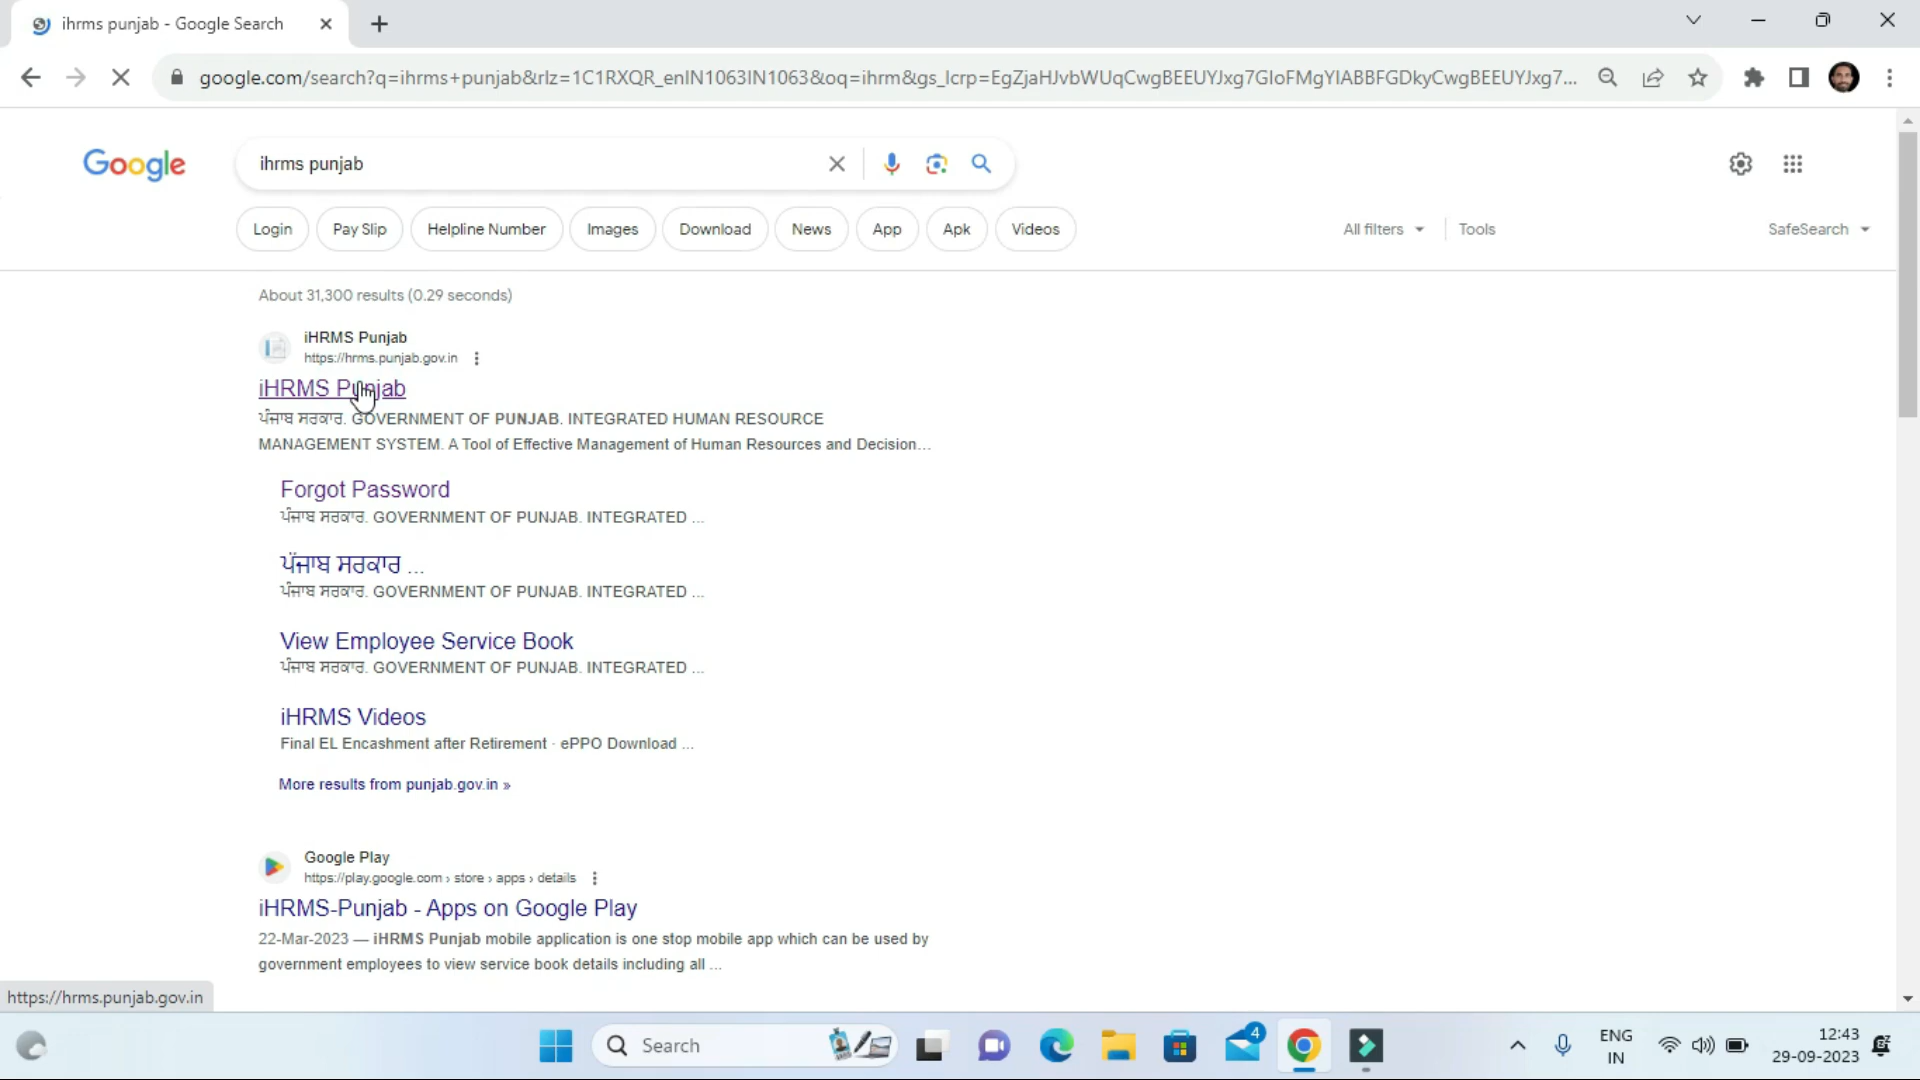 ihrms punjab - Google Search
google.com/search?q=ihrms+punjab&rlz=1C1RXQR_enIN1063IN1063&oq=ihrm&gs_lcrp=EgZjaHJvbWUqCwgBEEUYJxg7GIoFMgYIABBFGDkyCwgBEEUYJxg7...
Google
ihrms punjab
Login
Pay Slip
Helpline Number
Images
Download
News
App
Apk
Videos
All filters
Tools
SafeSearch
About 31,300 results (0.29 seconds)
iHRMS Punjab
https://hrms.punjab.gov.in
iHRMS Punjab
ਪੰਜਾਬ ਸਰਕਾਰ. GOVERNMENT OF PUNJAB. INTEGRATED HUMAN RESOURCE
MANAGEMENT SYSTEM. A Tool of Effective Management of Human Resources and Decision...
Forgot Password
ਪੰਜਾਬ ਸਰਕਾਰ. GOVERNMENT OF PUNJAB. INTEGRATED ...
ਪੰਜਾਬ ਸਰਕਾਰ ...
ਪੰਜਾਬ ਸਰਕਾਰ. GOVERNMENT OF PUNJAB. INTEGRATED ...
View Employee Service Book
ਪੰਜਾਬ ਸਰਕਾਰ. GOVERNMENT OF PUNJAB. INTEGRATED ...
iHRMS Videos
Final EL Encashment after Retirement · ePPO Download ...
More results from punjab.gov.in »
Google Play
https://play.google.com › store › apps › details
iHRMS-Punjab - Apps on Google Play
22-Mar-2023 — iHRMS Punjab mobile application is one stop mobile app which can be used by
government employees to view service book details including all ...
https://hrms.punjab.gov.in
Search
4
ENG
IN
12:43
29-09-2023